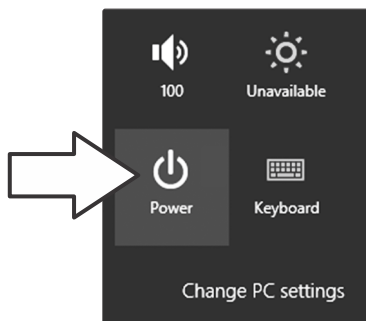 100
Unavailable
Power
Keyboard
Change PC settings